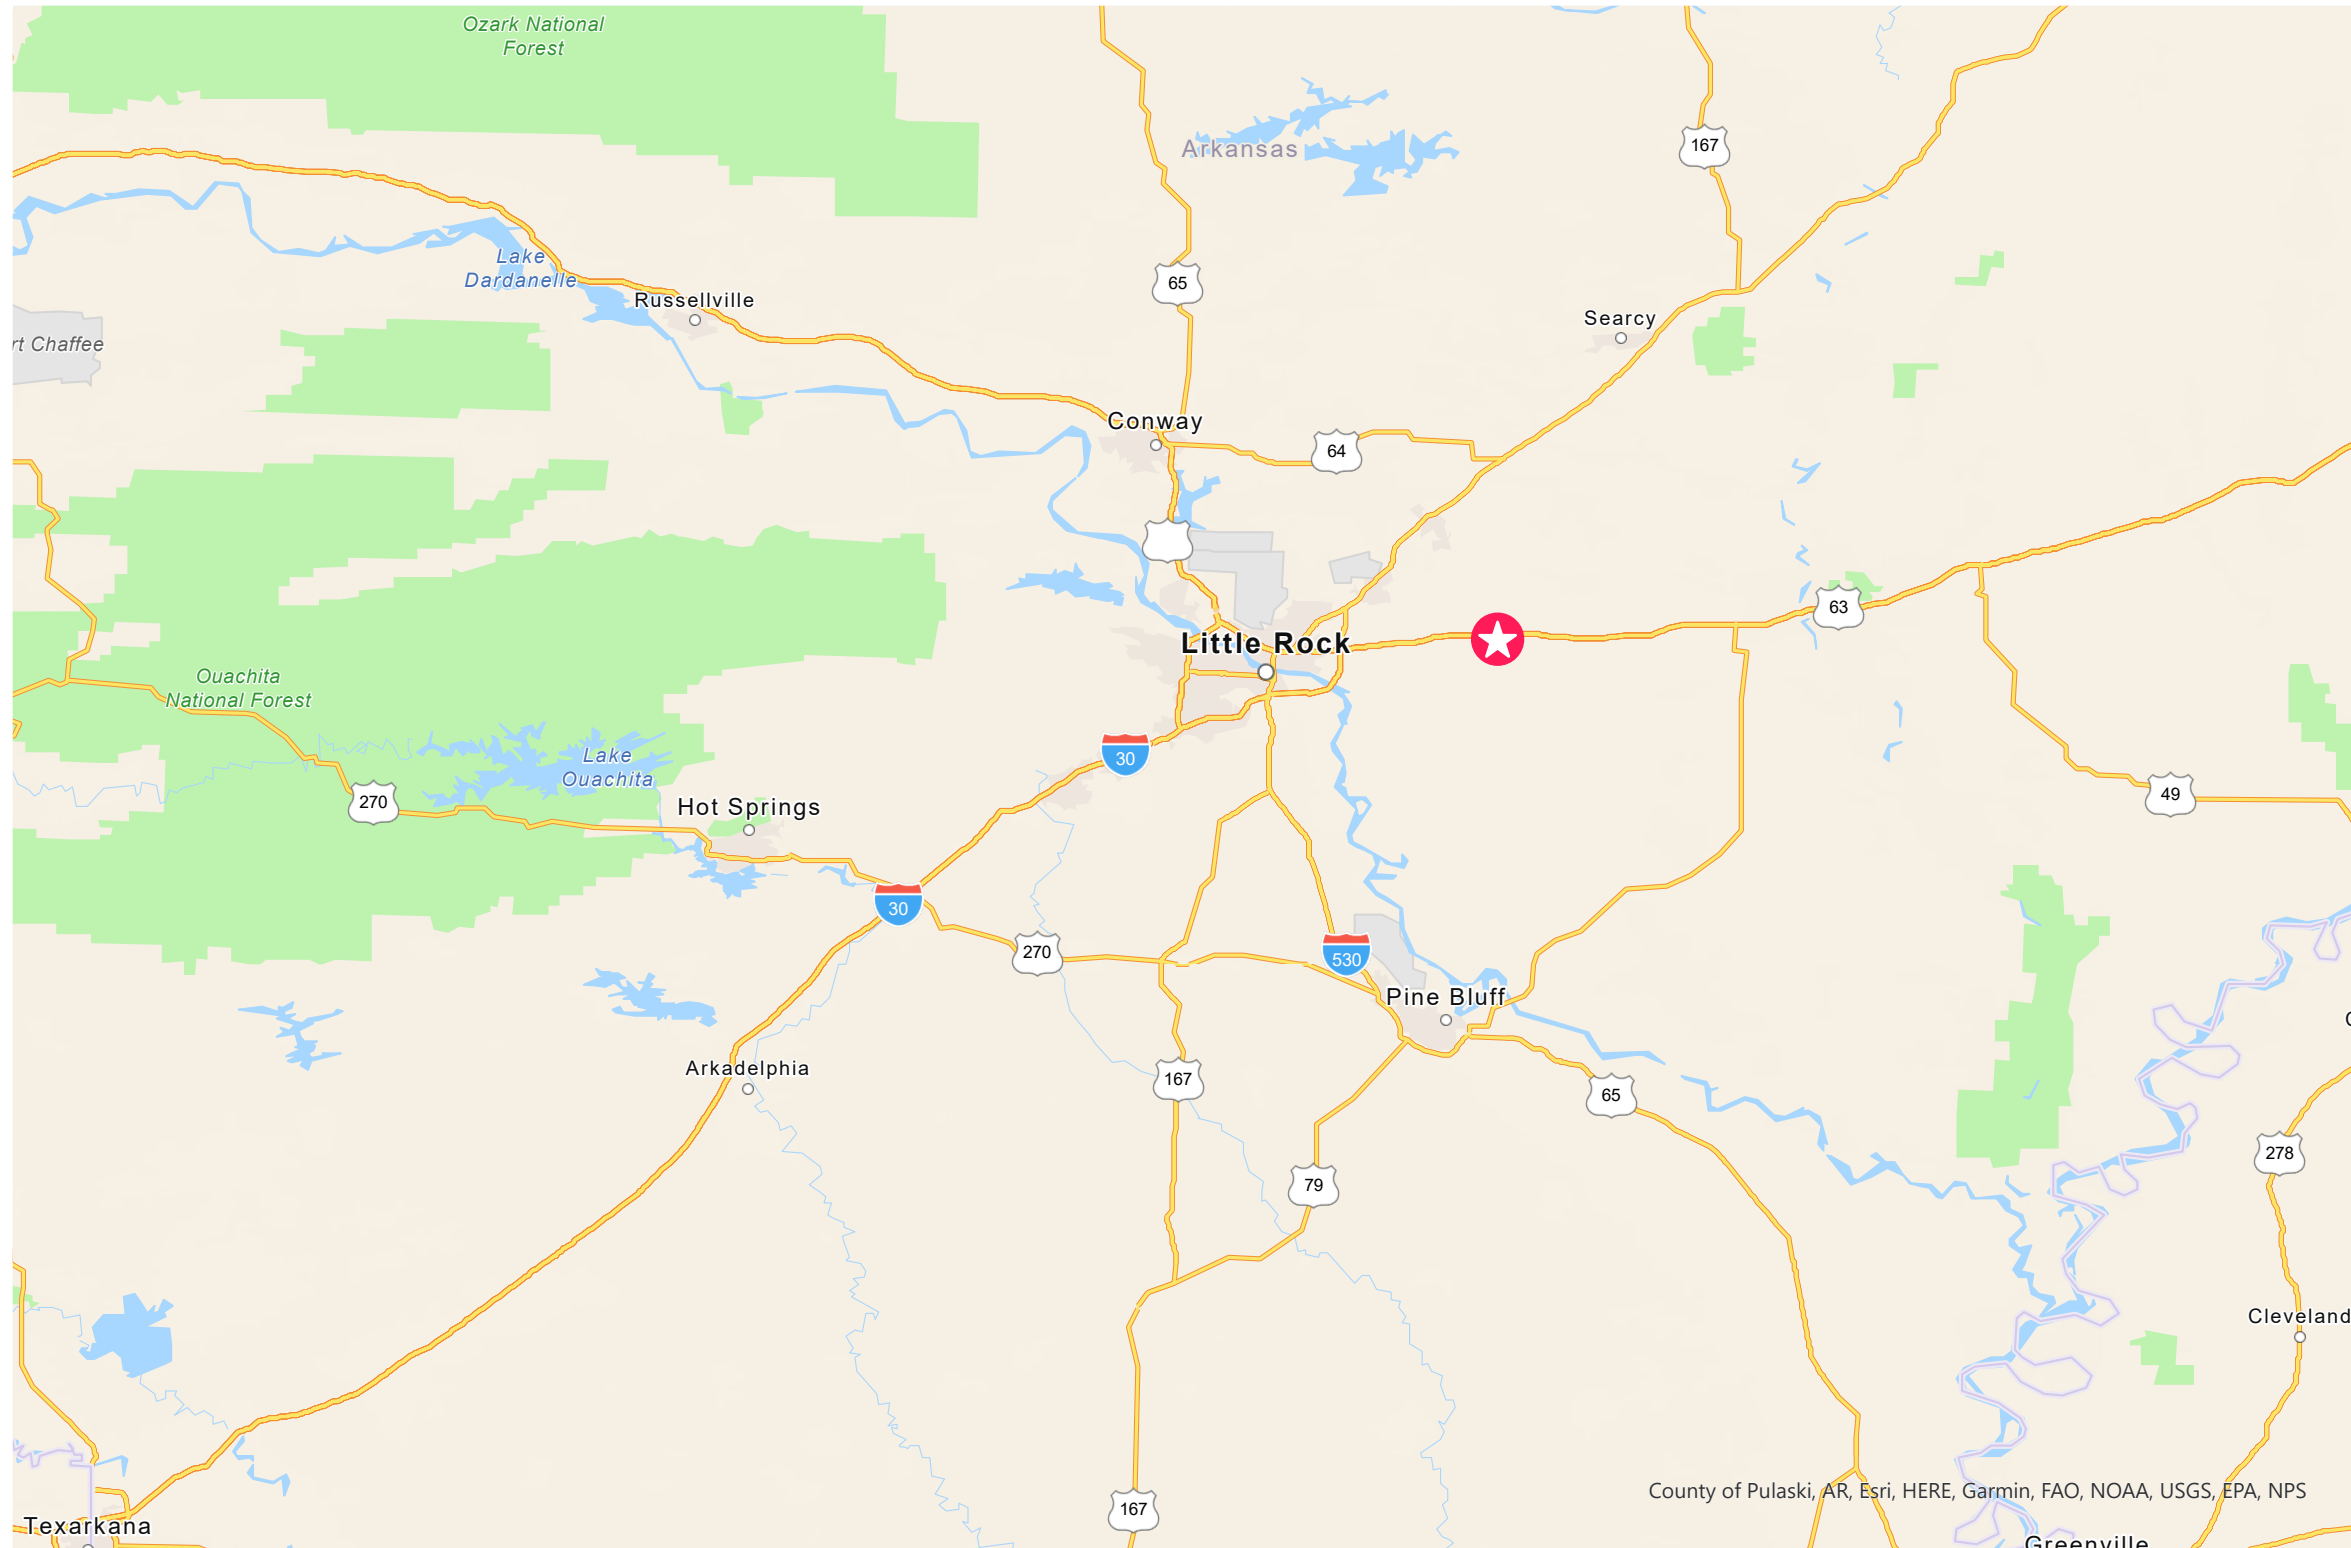 Ozark National
Forest
Arkansas
167
Lake
Dardanelle
65
Russellville
Searcy
rt Chaffee
Conway
64
63
Little Rock
Ouachita
National Forest
30
Lake
Ouachita
270
Hot Springs
49
30
270
530
Pine Bluff
Arkadelphia
167
65
278
79
Cleveland
County of Pulaski, AR, Esri, HERE, Garmin, FAO, NOAA, USGS, EPA, NPS
167
Texarkana
Greenville